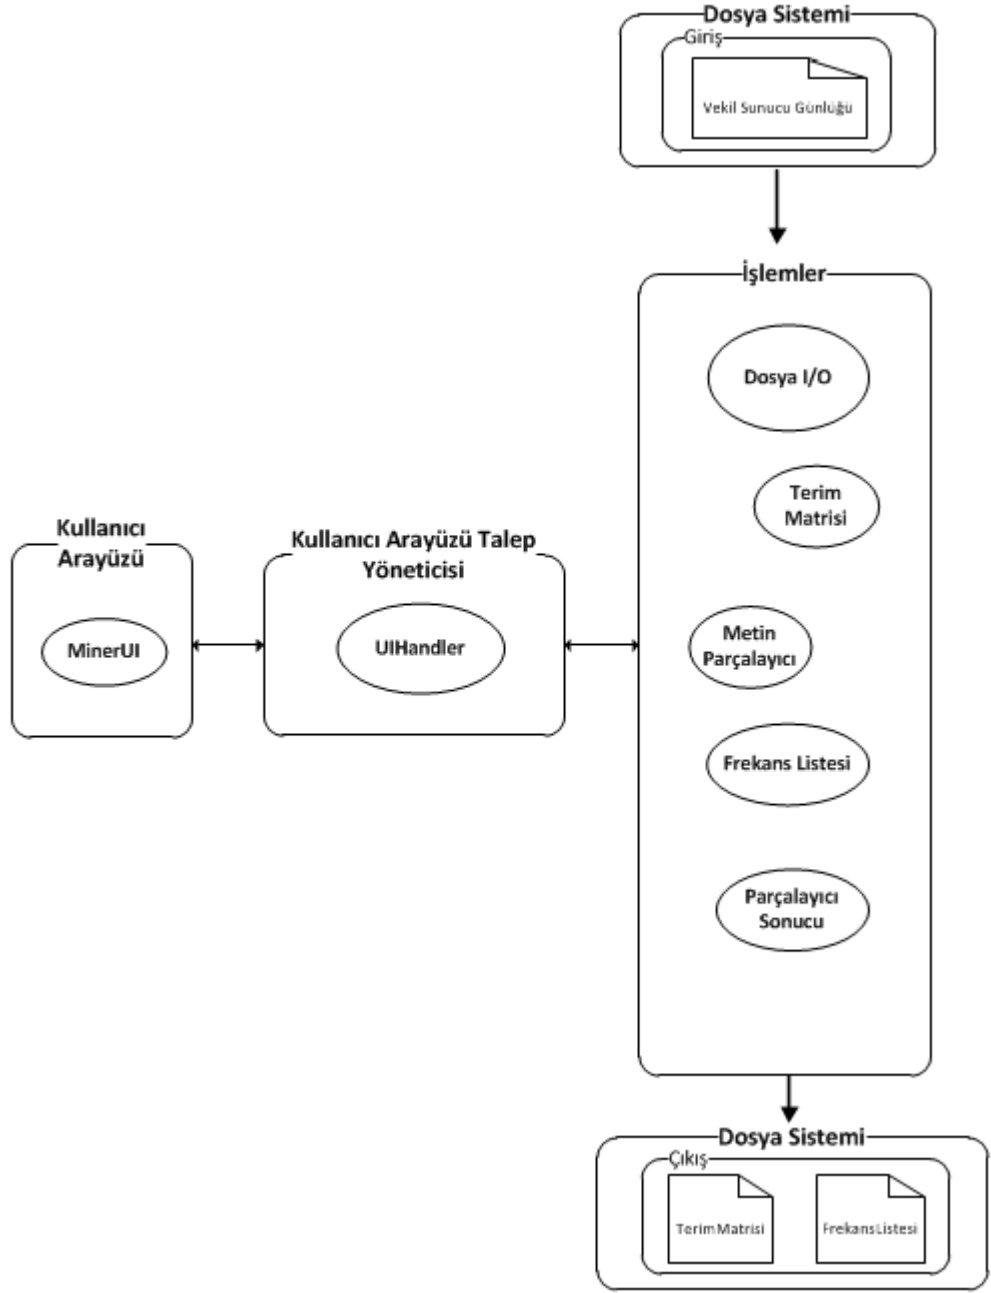 Dosya Sistemi
Giriş
Vekil Sunucu Günlüğü
İşlemler
Dosya I/O
Terim
Matrisi
Kullanıcı
Arayüzü
MinerUI
Kullanıcı Arayüzü Talep
Yöneticisi
UIHandler
Metin
Parçalayıcı
Frekans Listesi
Parçalayıcı
Sonucu
Dosya Sistemi
Çıkış
Terim Matrisi
Frekans Listesi